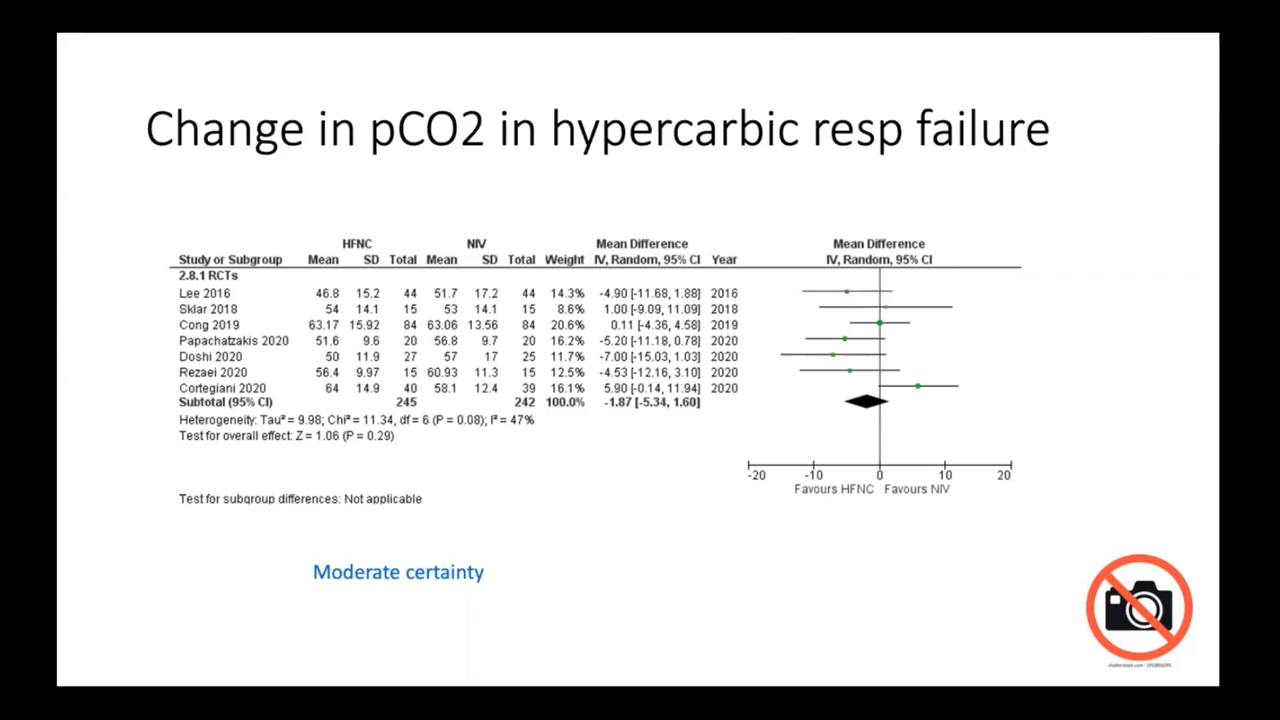 Change in pCO2 in hypercarbic resp failure
HFNC NIV Mean Difference Mean Difference
Study or Subgroup Mean SD Total Mean SD Total Weight IV, Random, 95% CI Year IV, Random, 95% CI
2.8.1 RCTs
Lee 2016 46.8 15.2 44 51.7 17.2 44 14.3% -4.90 [-11.68, 1.88] 2016
Sklar 2018 54 14.1 15 53 14.1 15 8.6% 1.00 [-9.09, 11.09] 2018
Cong 2019 63.17 15.92 84 63.06 13.56 84 20.6% 0.11 [-4.36, 4.58] 2019
Papachatzakis 2020 51.6 9.6 20 56.8 9.7 20 16.2% -5.20 [-11.18, 0.78] 2020
Doshi 2020 50 11.9 27 57 17 25 11.7% -7.00 [-15.03, 1.03] 2020
Rezaei 2020 56.4 9.97 15 60.93 11.3 15 12.5% -4.53 [-12.16, 3.10] 2020
Cortegiani 2020 64 14.9 40 58.1 12.4 39 16.1% 5.90 [-0.14, 11.94] 2020
Subtotal (95% CI) 245 242 100.0% -1.87 [-5.34, 1.60]
Heterogeneity: Tau² = 9.98; Chi² = 11.34, df = 6 (P = 0.08); I² = 47%
Test for overall effect: Z = 1.06 (P = 0.29)
-20 -10 0 10 20
Favours HFNC Favours NIV
Test for subgroup differences: Not applicable
Moderate certainty